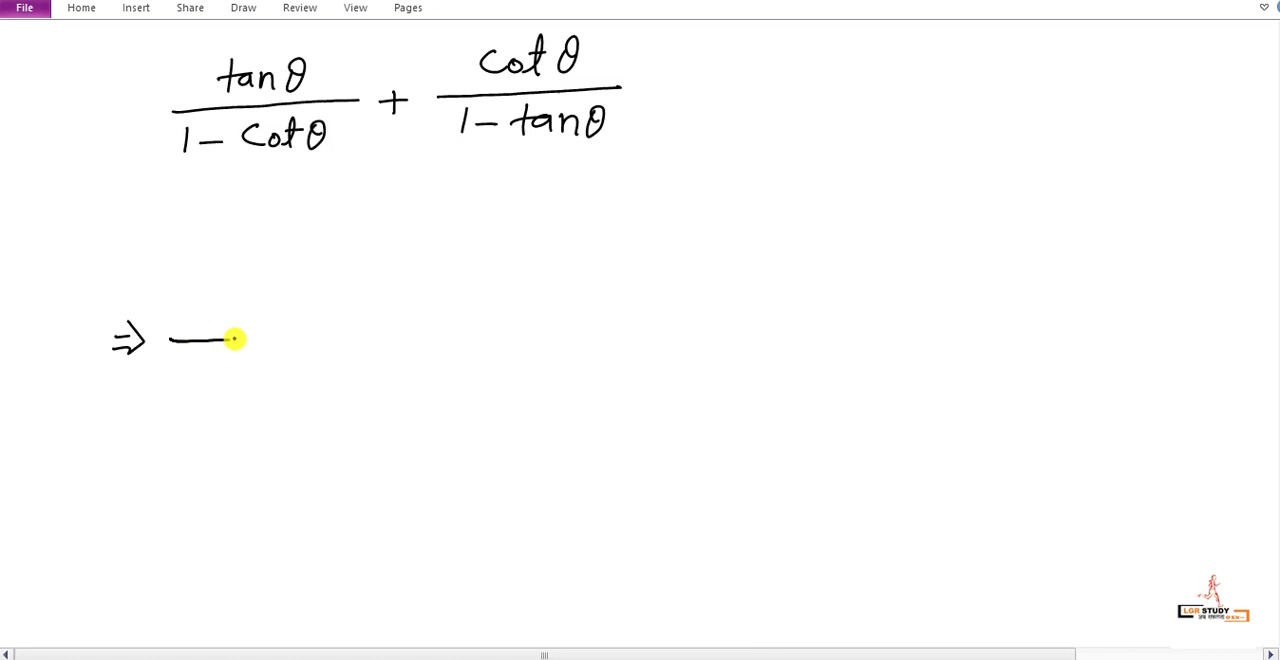 File Home Insert Share Draw Review View Pages
tanθ / 1 - Cotθ + Cotθ / 1 - tanθ
⇒
LGR STUDY